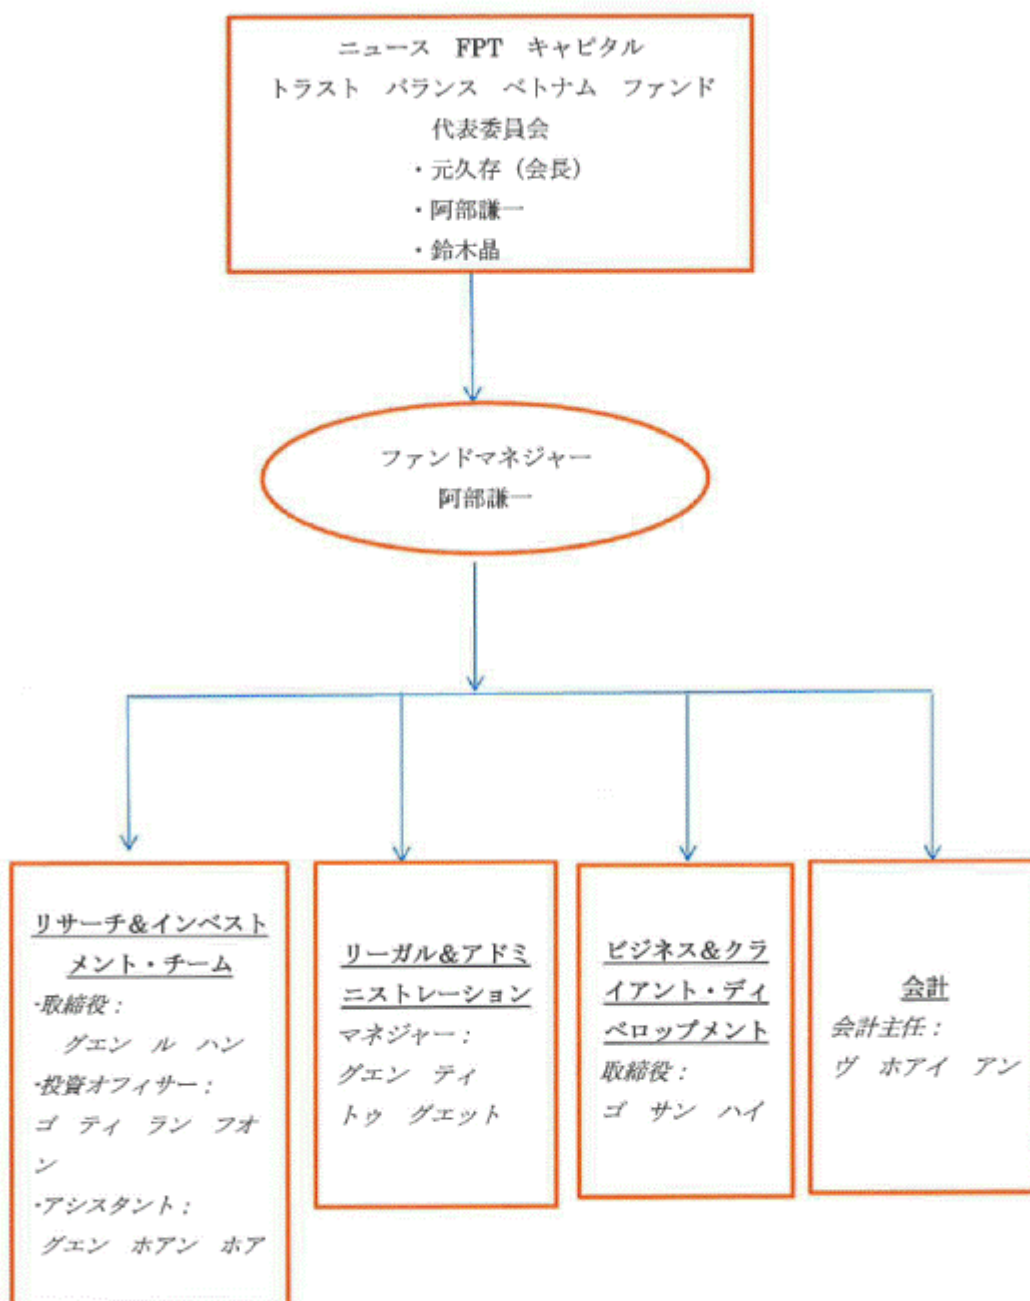 ニュース FPT キャピタル
トラスト バランス ベトナム ファンド
代表委員会
・元久存（会長）
・阿部謙一
・鈴木晶
ファンドマネジャー
阿部謙一
リサーチ＆インベスト
メント・チーム
・取締役：
グエン ル ハン
・投資オフィサー：
ゴ ティ ラン フオ
ン
・アシスタント：
グエン ホアン ホア
リーガル＆アドミ
ニストレーション
マネジャー：
グエン ティ
トゥ グエット
ビジネス＆クラ
イアント・ディ
ベロップメント
取締役：
ゴ サン ハイ
会計
会計主任：
ヴ ホアイ アン